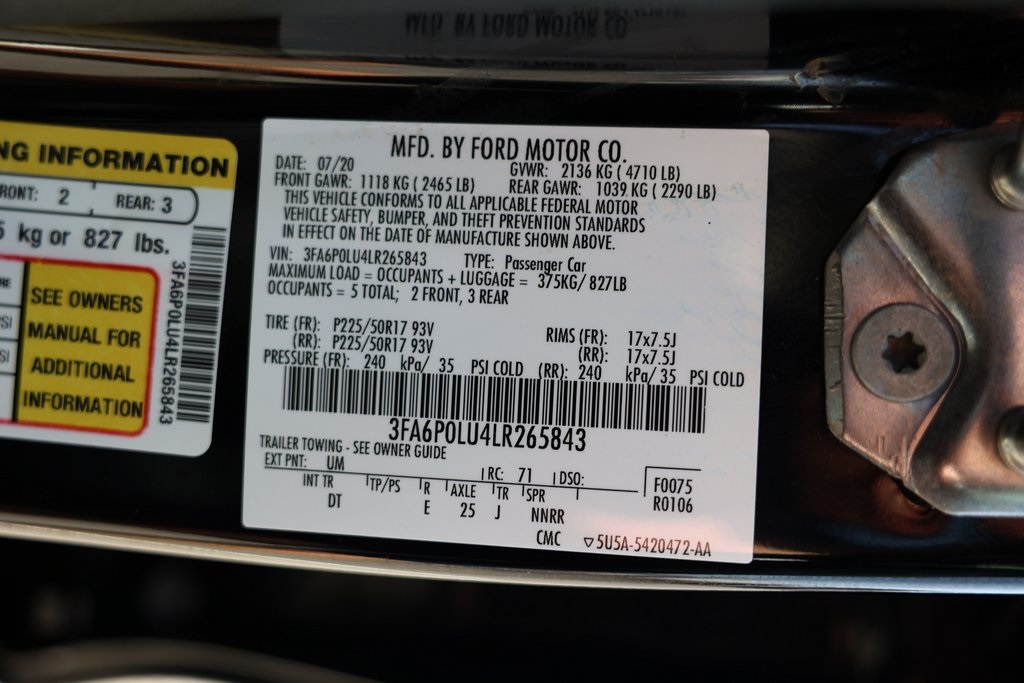 MFD. BY FORD MOTOR CO.
NG INFORMATION
RONT: 2
REAR: 3
5 kg or 827 lbs.
SEE OWNERS
MANUAL FOR
ADDITIONAL
INFORMATION
3FA6P0LU4LR265843
MFD. BY FORD MOTOR CO.
DATE: 07/20 GVWR: 2136 KG ( 4710 LB)
FRONT GAWR: 1118 KG ( 2465 LB) REAR GAWR: 1039 KG ( 2290 LB)
THIS VEHICLE CONFORMS TO ALL APPLICABLE FEDERAL MOTOR
VEHICLE SAFETY, BUMPER, AND THEFT PREVENTION STANDARDS
IN EFFECT ON THE DATE OF MANUFACTURE SHOWN ABOVE.
VIN: 3FA6P0LU4LR265843 TYPE: Passenger Car
MAXIMUM LOAD = OCCUPANTS + LUGGAGE = 375KG/ 827LB
OCCUPANTS = 5 TOTAL; 2 FRONT, 3 REAR
TIRE (FR): P225/50R17 93V RIMS (FR): 17x7.5J
(RR): P225/50R17 93V (RR): 17x7.5J
PRESSURE (FR): 240 kPa/ 35 PSI COLD (RR): 240 kPa/ 35 PSI COLD
3FA6P0LU4LR265843
TRAILER TOWING - SEE OWNER GUIDE
EXT PNT: UM RC: 71 DSO: F0075
INT TR TP/PS R AXLE TR SPR R0106
DT E 25 J NNRR
CMC ▽5U5A-5420472-AA